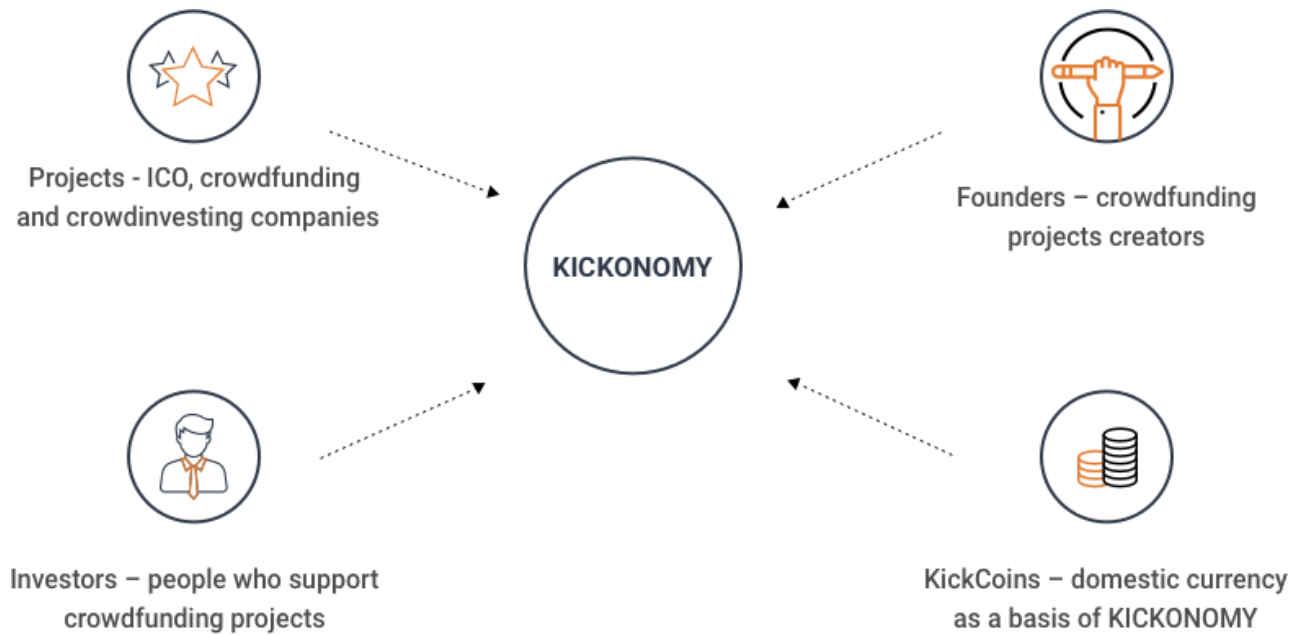 Projects - ICO, crowdfunding
and crowdinvesting companies
Founders – crowdfunding
projects creators
KICKONOMY
Investors – people who support
crowdfunding projects
KickCoins – domestic currency
as a basis of KICKONOMY